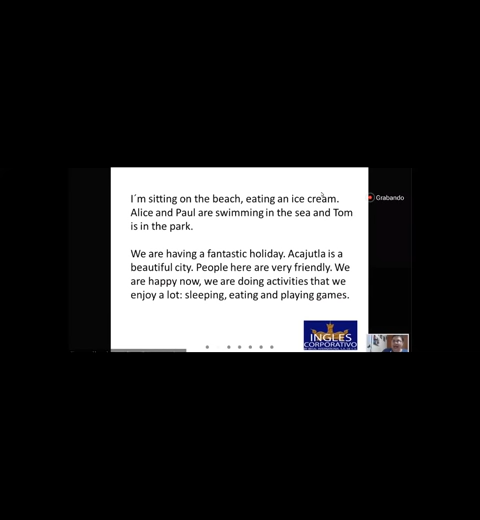 I´m sitting on the beach, eating an ice cream.
Alice and Paul are swimming in the sea and Tom
is in the park.
We are having a fantastic holiday. Acajutla is a
beautiful city. People here are very friendly. We
are happy now, we are doing activities that we
enjoy a lot: sleeping, eating and playing games.
Grabando
INGLES
CORPORATIVO